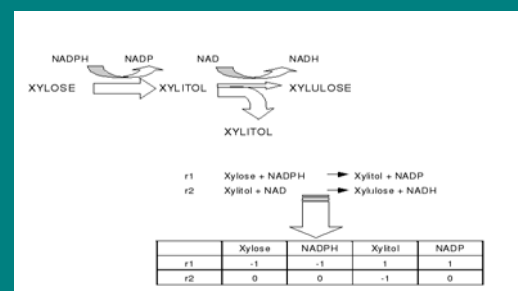 NADPH NADP NAD NADH
XYLOSE XYLITOL XYLULOSE
XYLITOL
r1 Xylose + NADPH Xylitol + NADP
r2 Xylitol + NAD Xylulose + NADH
Xylose NADPH Xylitol NADP
r1 -1 -1 1 1
r2 0 0 -1 0